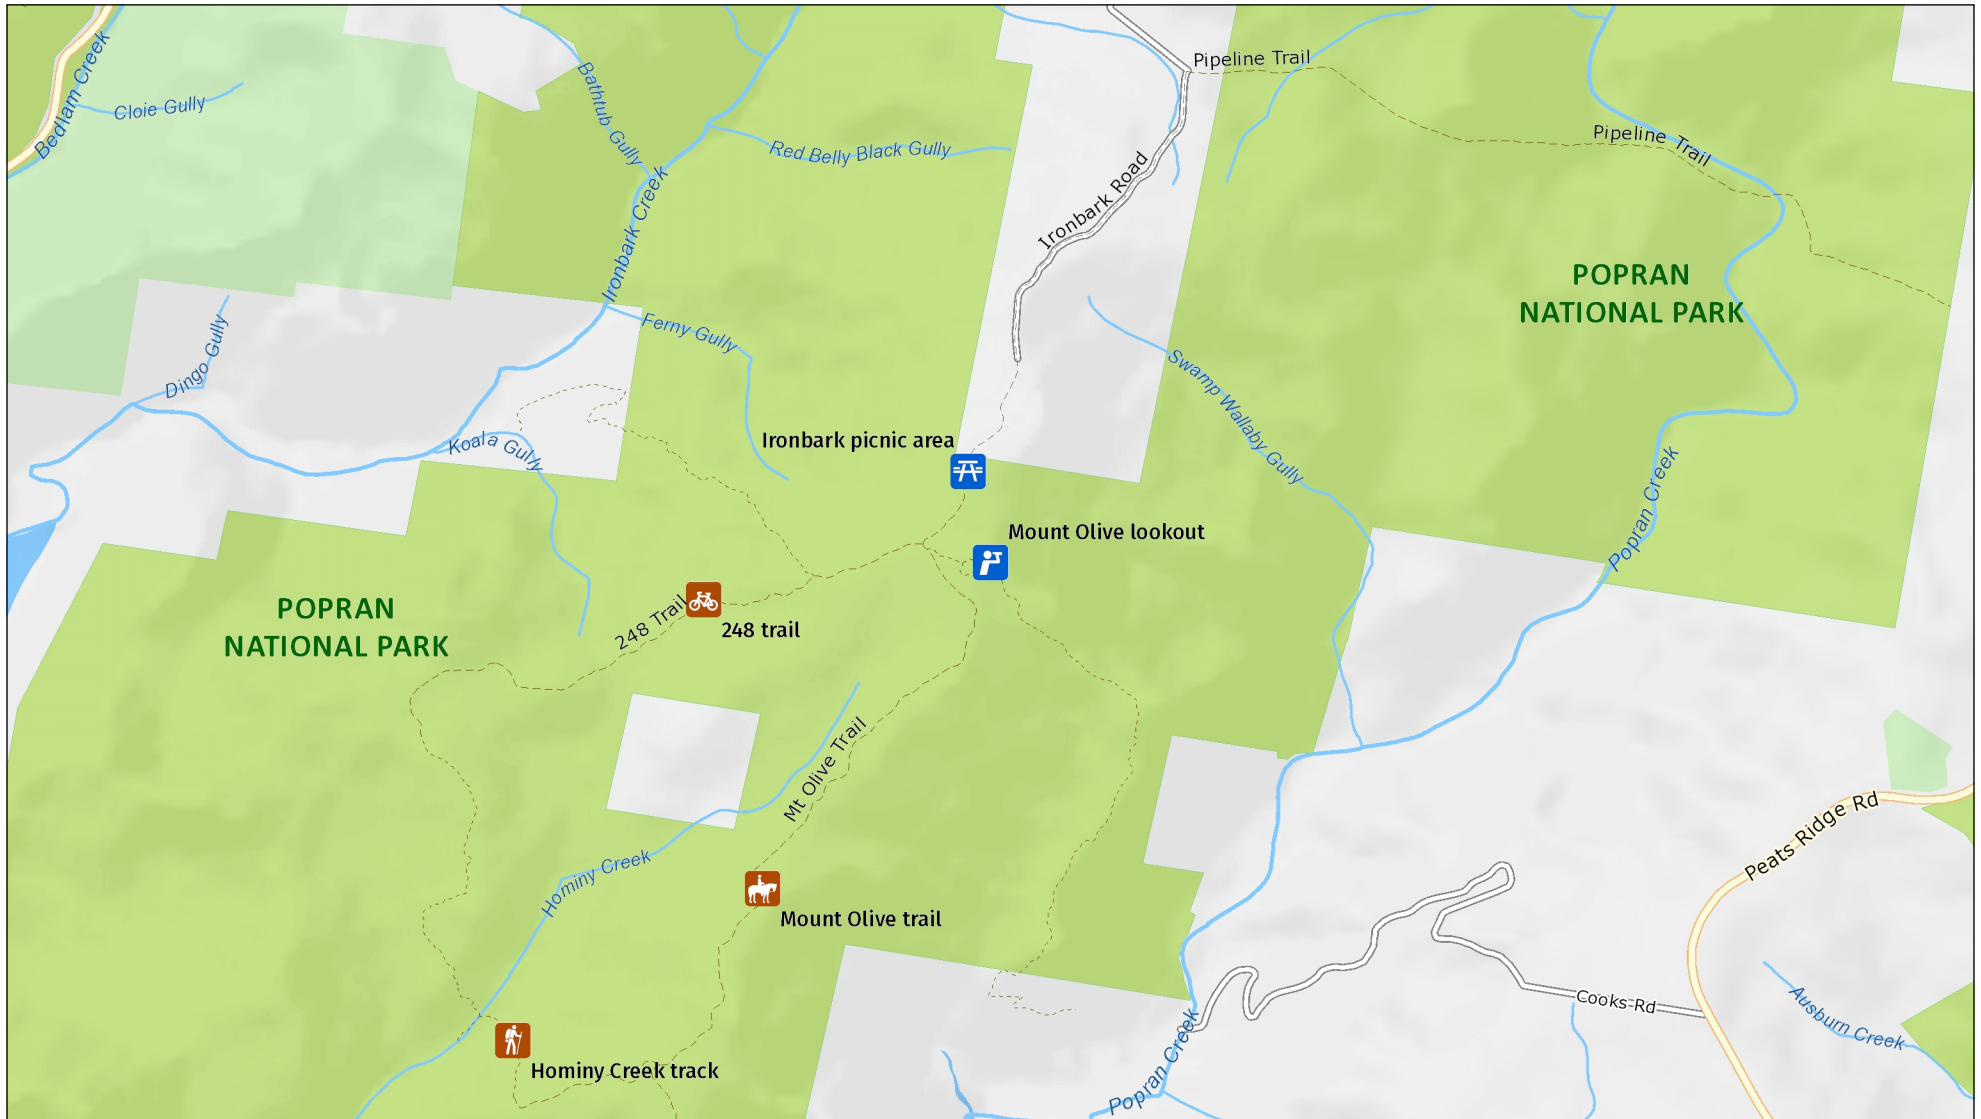 Bedlam Creek
Cloie Gully
Bathtub Gully
Red Belly Black Gully
Pipeline Trail
Pipeline Trail
Ironbark Road
Ironbark Creek
Dingo Gully
Ferny Gully
POPRAN
NATIONAL PARK
Swamp Wallaby Gully
Koala Gully
Ironbark picnic area
Popran Creek
Mount Olive lookout
POPRAN
NATIONAL PARK
248 Trail
248 trail
Mt Olive Trail
Hominy Creek
Peats Ridge Rd
Mount Olive trail
Cooks Rd
Ausburn Creek
Popran Creek
Hominy Creek track